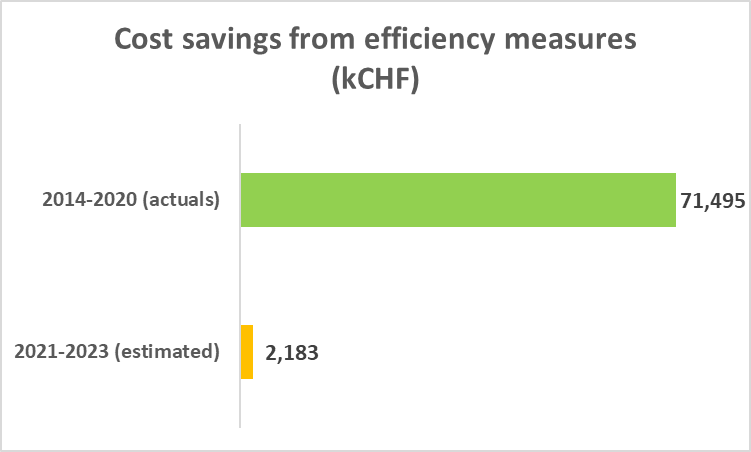 Cost savings from efficiency measures
(kCHF)
2014-2020 (actuals)
71,495
2021-2023 (estimated)
2,183